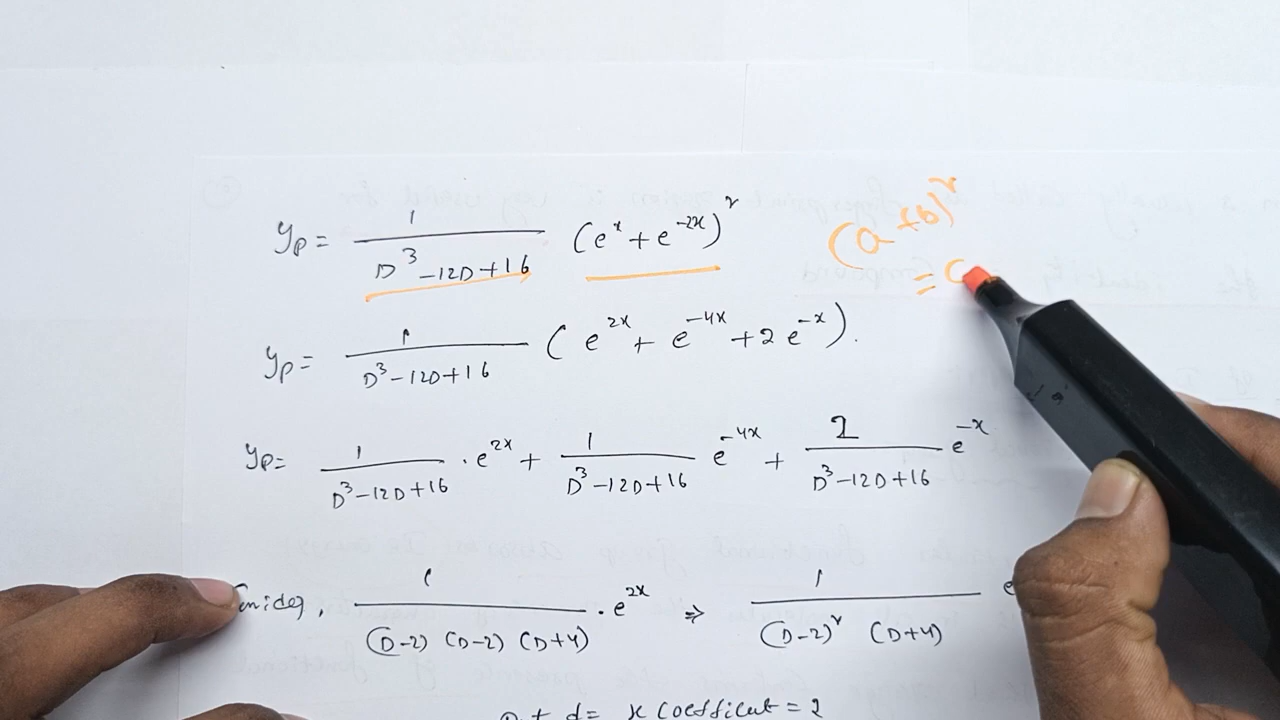 yp = 1/(D³ -12D+16) (eˣ + e⁻²ˣ)²
(a+b)²
=
yp = 1/(D³-12D+16) (e²ˣ + e⁻⁴ˣ + 2e⁻ˣ).
yp = 1/(D³-12D+16) · e²ˣ + 1/(D³-12D+16) e⁻⁴ˣ + 2/(D³-12D+16) e⁻ˣ
1/((D-2) (D-2) (D+4)) · e²ˣ ⇒ 1/((D-2)² (D+4)) e
x Coefficient = 2